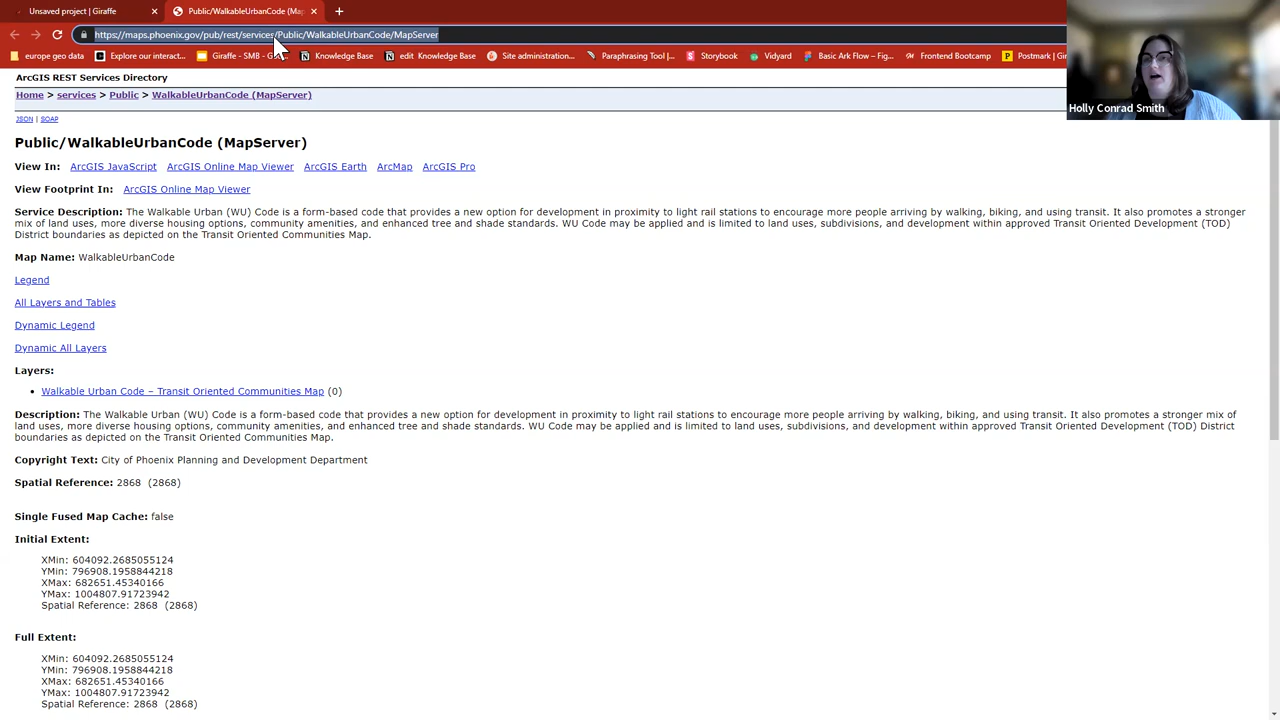 Unsaved project | Giraffe
Public/WalkableUrbanCode (Ma
https://maps.phoenix.gov/pub/rest/services/Public/WalkableUrbanCode/MapServer
europe geo data
Explore our interact...
Giraffe - SMB - G
Knowledge Base
edit Knowledge Base
Site administration...
Paraphrasing Tool |...
Storybook
Vidyard
Basic Ark Flow – Fig...
Frontend Bootcamp
Postmark | Gi
Holly Conrad Smith
ArcGIS REST Services Directory
Home > services > Public > WalkableUrbanCode (MapServer)
JSON | SOAP
Public/WalkableUrbanCode (MapServer)
View In: ArcGIS JavaScript ArcGIS Online Map Viewer ArcGIS Earth ArcMap ArcGIS Pro
View Footprint In: ArcGIS Online Map Viewer
Service Description: The Walkable Urban (WU) Code is a form-based code that provides a new option for development in proximity to light rail stations to encourage more people arriving by walking, biking, and using transit. It also promotes a stronger
mix of land uses, more diverse housing options, community amenities, and enhanced tree and shade standards. WU Code may be applied and is limited to land uses, subdivisions, and development within approved Transit Oriented Development (TOD)
District boundaries as depicted on the Transit Oriented Communities Map.
Map Name: WalkableUrbanCode
Legend
All Layers and Tables
Dynamic Legend
Dynamic All Layers
Layers:
• Walkable Urban Code – Transit Oriented Communities Map (0)
Description: The Walkable Urban (WU) Code is a form-based code that provides a new option for development in proximity to light rail stations to encourage more people arriving by walking, biking, and using transit. It also promotes a stronger mix of
land uses, more diverse housing options, community amenities, and enhanced tree and shade standards. WU Code may be applied and is limited to land uses, subdivisions, and development within approved Transit Oriented Development (TOD) District
boundaries as depicted on the Transit Oriented Communities Map.
Copyright Text: City of Phoenix Planning and Development Department
Spatial Reference: 2868 (2868)
Single Fused Map Cache: false
Initial Extent:
XMin: 604092.2685055124
YMin: 796908.1958844218
XMax: 682651.45340166
YMax: 1004807.91723942
Spatial Reference: 2868 (2868)
Full Extent:
XMin: 604092.2685055124
YMin: 796908.1958844218
XMax: 682651.45340166
YMax: 1004807.91723942
Spatial Reference: 2868 (2868)